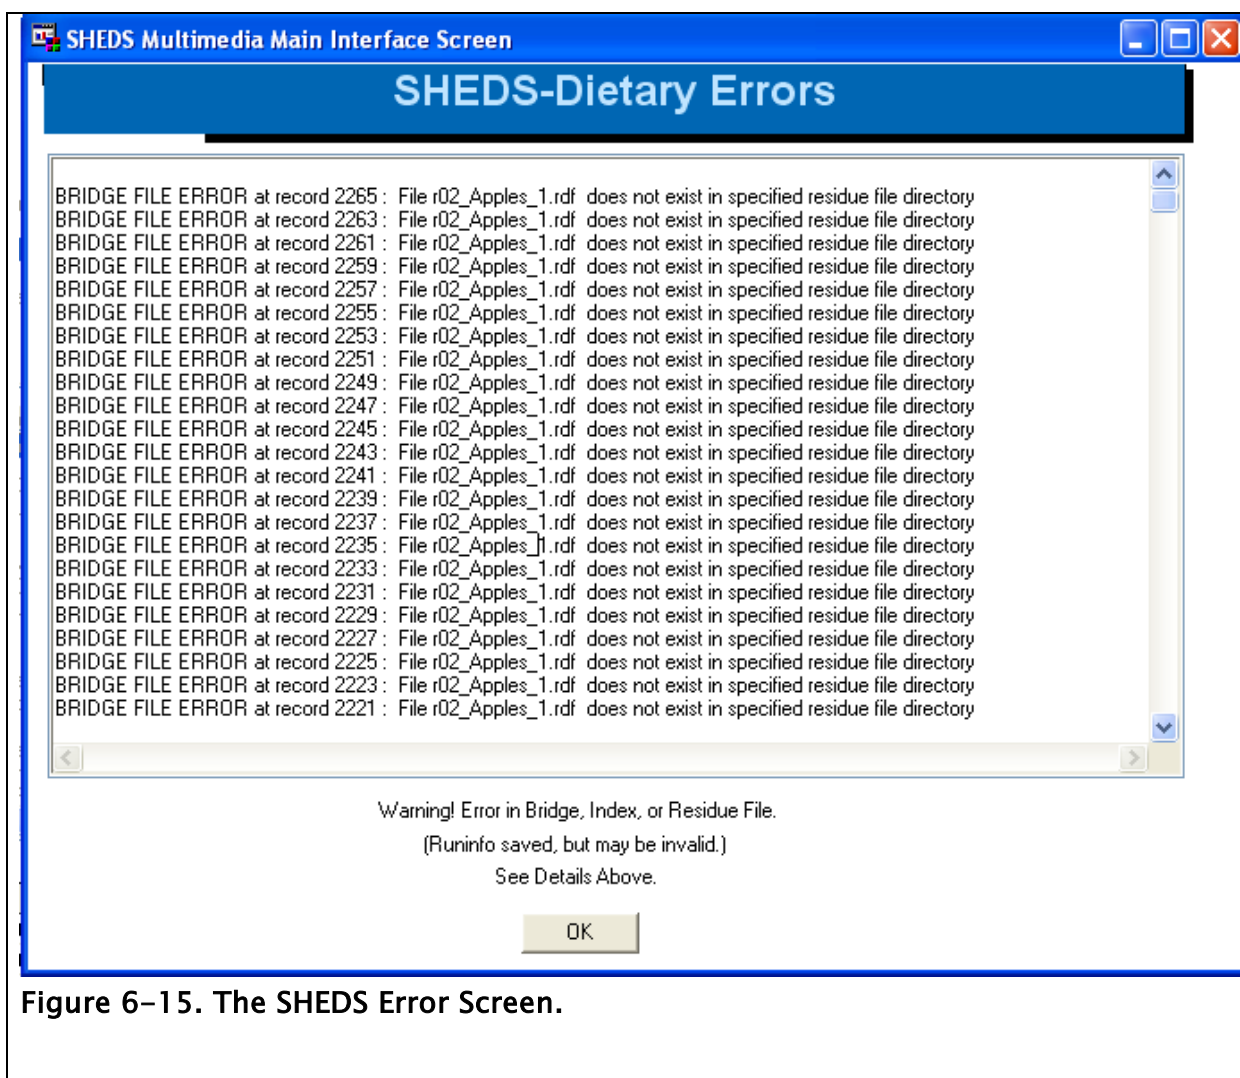 SHEDS Multimedia Main Interface Screen
SHEDS-Dietary Errors
BRIDGE FILE ERROR at record 2265 : File r02_Apples_1.rdf does not exist in specified residue file directory
BRIDGE FILE ERROR at record 2263 : File r02_Apples_1.rdf does not exist in specified residue file directory
BRIDGE FILE ERROR at record 2261 : File r02_Apples_1.rdf does not exist in specified residue file directory
BRIDGE FILE ERROR at record 2259 : File r02_Apples_1.rdf does not exist in specified residue file directory
BRIDGE FILE ERROR at record 2257 : File r02_Apples_1.rdf does not exist in specified residue file directory
BRIDGE FILE ERROR at record 2255 : File r02_Apples_1.rdf does not exist in specified residue file directory
BRIDGE FILE ERROR at record 2253 : File r02_Apples_1.rdf does not exist in specified residue file directory
BRIDGE FILE ERROR at record 2251 : File r02_Apples_1.rdf does not exist in specified residue file directory
BRIDGE FILE ERROR at record 2249 : File r02_Apples_1.rdf does not exist in specified residue file directory
BRIDGE FILE ERROR at record 2247 : File r02_Apples_1.rdf does not exist in specified residue file directory
BRIDGE FILE ERROR at record 2245 : File r02_Apples_1.rdf does not exist in specified residue file directory
BRIDGE FILE ERROR at record 2243 : File r02_Apples_1.rdf does not exist in specified residue file directory
BRIDGE FILE ERROR at record 2241 : File r02_Apples_1.rdf does not exist in specified residue file directory
BRIDGE FILE ERROR at record 2239 : File r02_Apples_1.rdf does not exist in specified residue file directory
BRIDGE FILE ERROR at record 2237 : File r02_Apples_1.rdf does not exist in specified residue file directory
BRIDGE FILE ERROR at record 2235 : File r02_Apples_1.rdf does not exist in specified residue file directory
BRIDGE FILE ERROR at record 2233 : File r02_Apples_1.rdf does not exist in specified residue file directory
BRIDGE FILE ERROR at record 2231 : File r02_Apples_1.rdf does not exist in specified residue file directory
BRIDGE FILE ERROR at record 2229 : File r02_Apples_1.rdf does not exist in specified residue file directory
BRIDGE FILE ERROR at record 2227 : File r02_Apples_1.rdf does not exist in specified residue file directory
BRIDGE FILE ERROR at record 2225 : File r02_Apples_1.rdf does not exist in specified residue file directory
BRIDGE FILE ERROR at record 2223 : File r02_Apples_1.rdf does not exist in specified residue file directory
BRIDGE FILE ERROR at record 2221 : File r02_Apples_1.rdf does not exist in specified residue file directory
Warning! Error in Bridge, Index, or Residue File.
(Runinfo saved, but may be invalid.)
See Details Above.
OK
Figure 6-15. The SHEDS Error Screen.